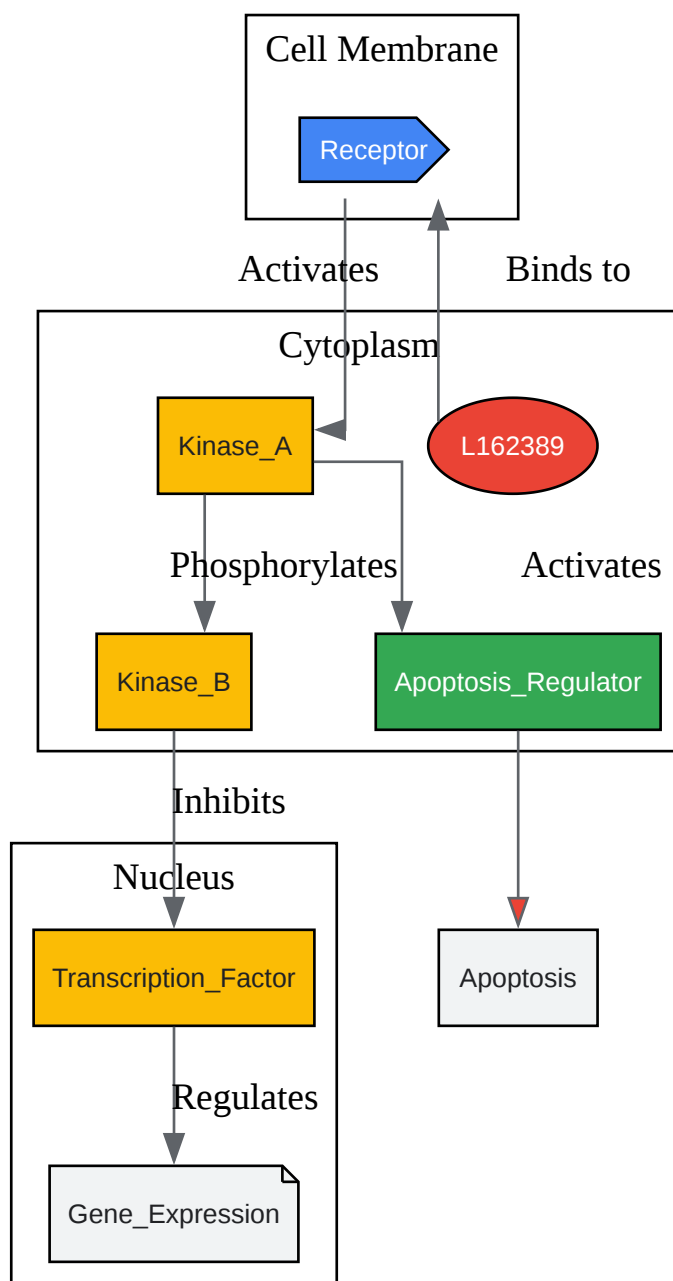 Cell Membrane
Receptor
Activates
Binds to
Cytoplasm
Kinase_A
L162389
Phosphorylates
Activates
Kinase_B
Apoptosis_Regulator
Inhibits
Nucleus
Transcription_Factor
Apoptosis
Regulates
Gene_Expression